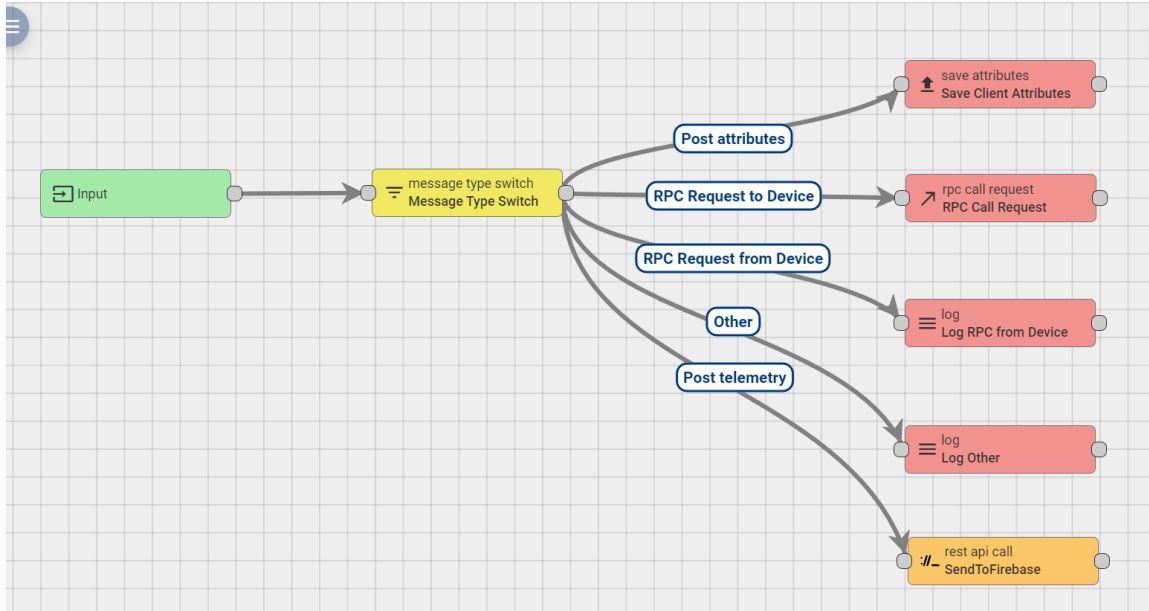 save attributes
Save Client Attributes
Post attributes
Input
message type switch
Message Type Switch
RPC Request to Device
rpc call request
RPC Call Request
RPC Request from Device
log
Log RPC from Device
Other
Post telemetry
log
Log Other
rest api call
SendToFirebase